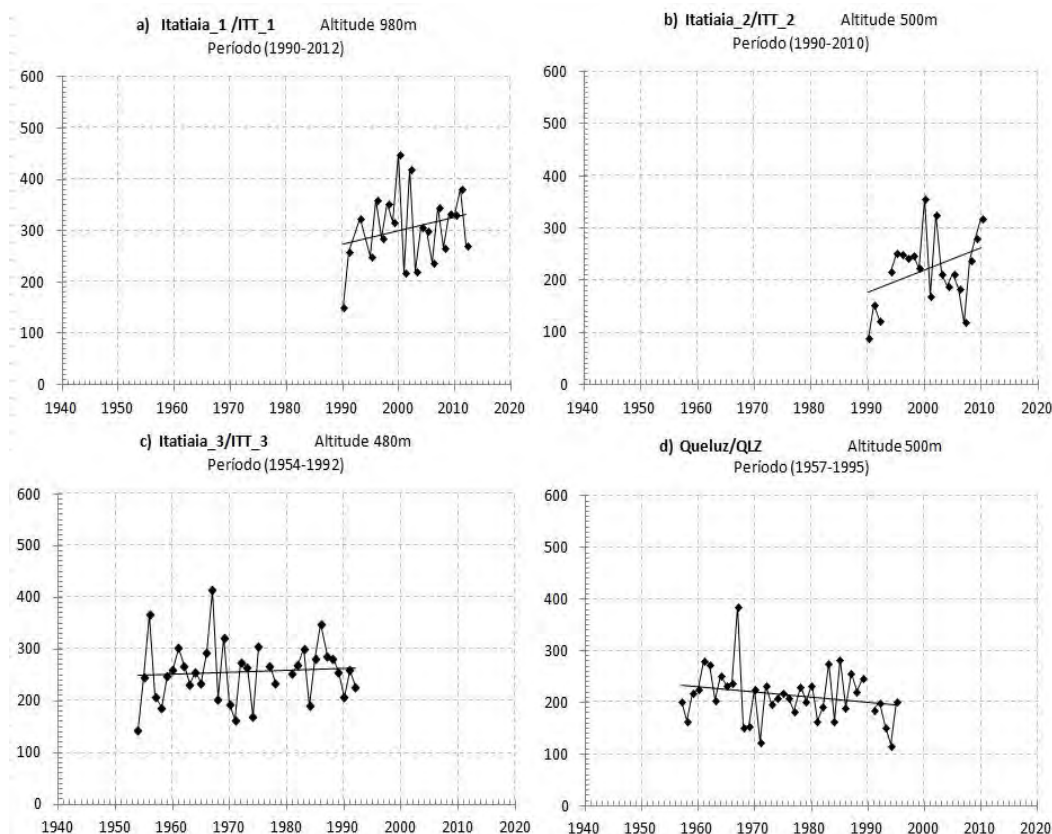 a) Itatiaia_1 /ITT_1 Altitude 980m
Período (1990-2012)
600
500
400
300
200
100
0
1940 1950 1960 1970 1980 1990 2000 2010 2020
b) Itatiaia_2/ITT_2 Altitude 500m
Período (1990-2010)
600
500
400
300
200
100
0
1940 1950 1960 1970 1980 1990 2000 2010 2020
c) Itatiaia_3/ITT_3 Altitude 480m
Período (1954-1992)
600
500
400
300
200
100
0
1940 1950 1960 1970 1980 1990 2000 2010 2020
d) Queluz/QLZ Altitude 500m
Período (1957-1995)
600
500
400
300
200
100
0
1940 1950 1960 1970 1980 1990 2000 2010 2020